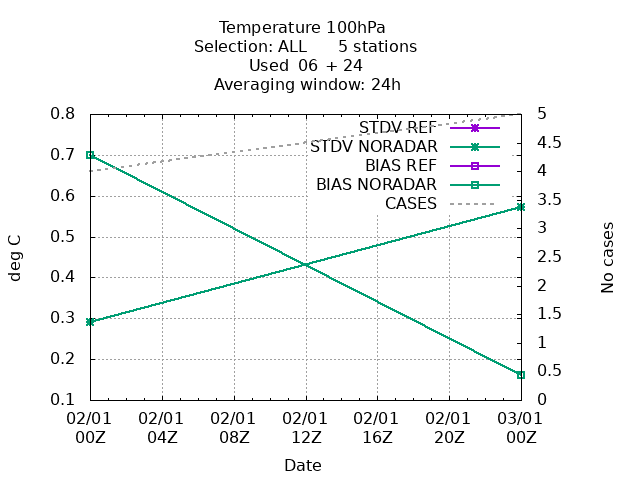 Temperature 100hPa
Selection: ALL      5 stations
Used  06 + 24
Averaging window: 24h
0.8
0.7
0.6
0.5
0.4
0.3
0.2
0.1
deg C
STDV REF
STDV NORADAR
BIAS REF
BIAS NORADAR
CASES
5
4.5
4
3.5
3
2.5
2
1.5
1
0.5
0
No cases
02/01 02/01 02/01 02/01 02/01 02/01 03/01
00Z 04Z 08Z 12Z 16Z 20Z 00Z
Date